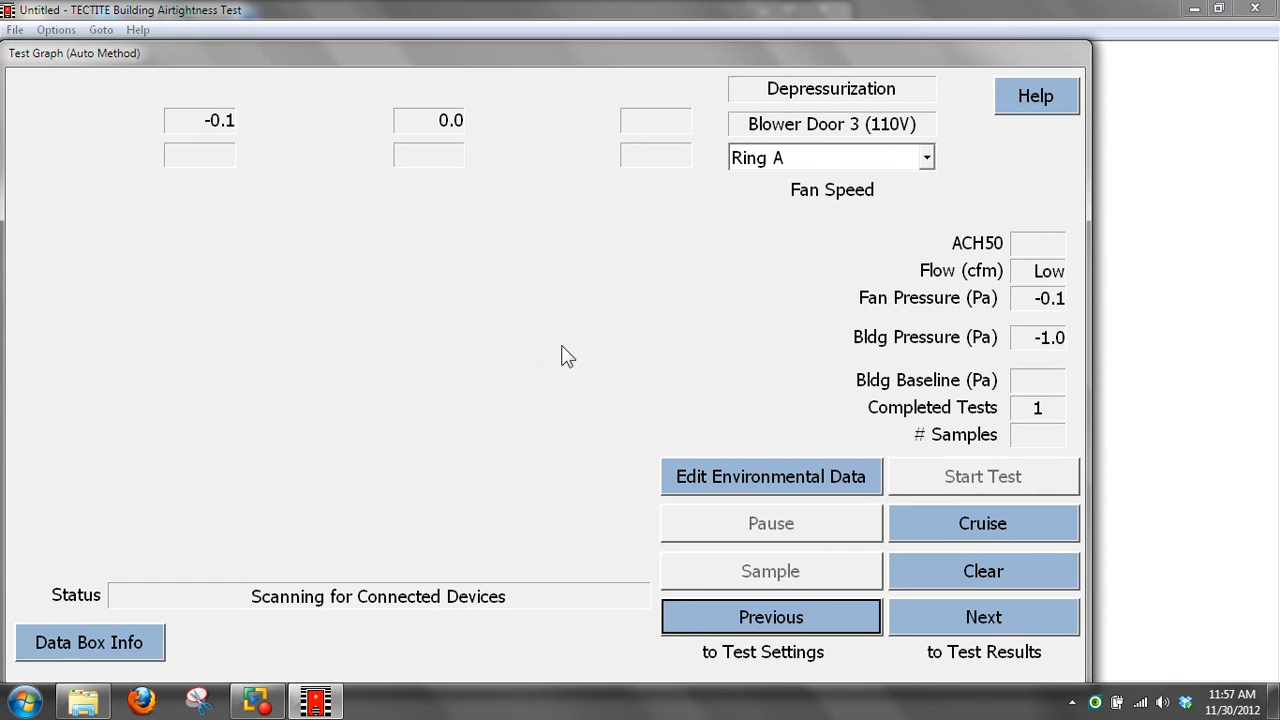 Untitled - TECTITE Building Airtightness Test
File Options Goto Help
Test Graph (Auto Method)
-0.1 0.0
Depressurization
Help
Blower Door 3 (110V)
Ring A
Fan Speed
ACH50
Flow (cfm) Low
Fan Pressure (Pa) -0.1
Bldg Pressure (Pa) -1.0
Bldg Baseline (Pa)
Completed Tests 1
# Samples
Edit Environmental Data Start Test
Pause Cruise
Sample Clear
Status Scanning for Connected Devices
Previous Next
Data Box Info
to Test Settings to Test Results
11:57 AM
11/30/2012